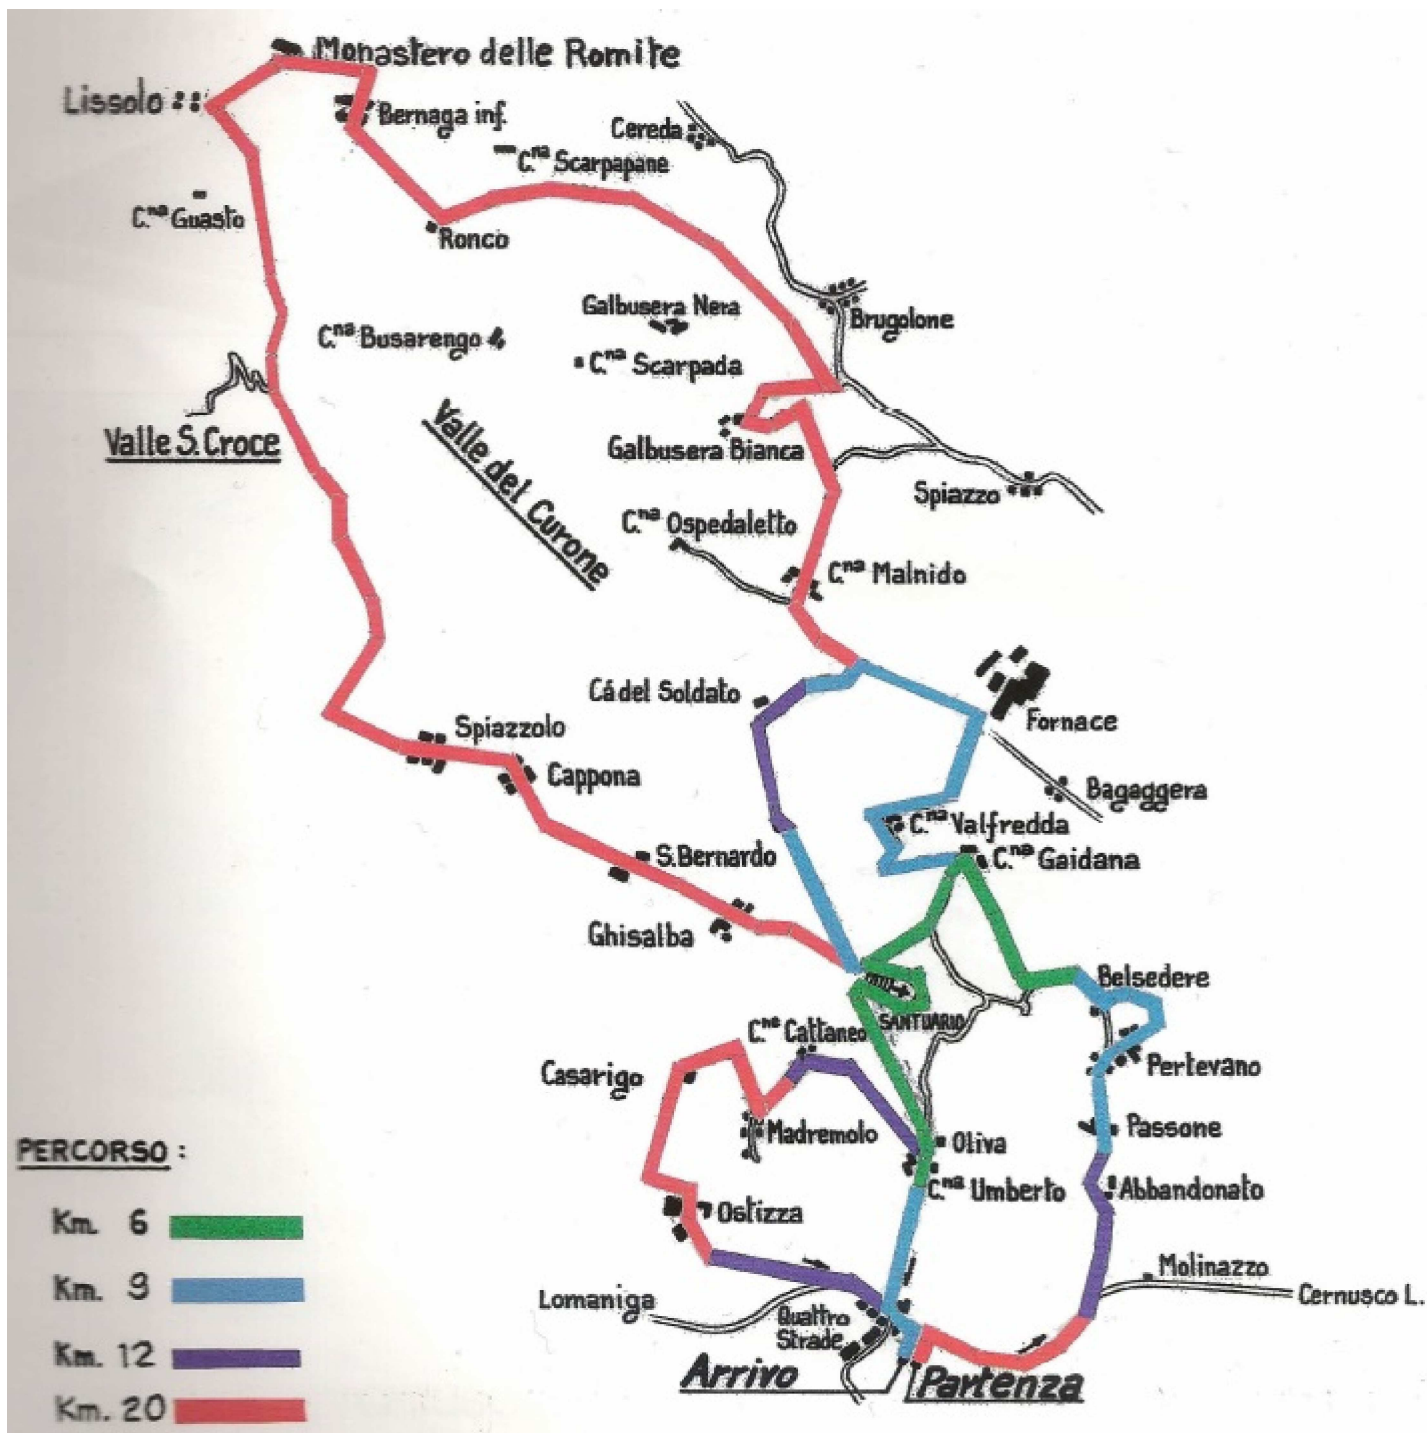 Monastero delle Romite
Lissolo
Bernaga inf.
Cereda
C.na Scarpapane
C.na Guasto
Ronco
Galbusera Nera
Brugolone
C.na Busarengo
C.na Scarpada
Valle S. Croce
Valle del Curone
Galbusera Bianca
Spiazzo
C.na Ospedaletto
C.na Malnido
Cá del Soldato
Fornace
Spiazzolo
Cappona
Bagaggera
C.na Valfredda
S. Bernardo
C.na Gaidana
Ghisalba
Belsedere
SANTUARIO
C.ne Cattaneo
Casarigo
Pertevano
Madremolo
Oliva
Passone
PERCORSO :
C.na Umberto
Abbandonato
Km. 6
Ostizza
Molinazzo
Km. 9
Lomaniga
Cernusco L.
Quattro
Strade
Km. 12
Arrivo
Partenza
Km. 20